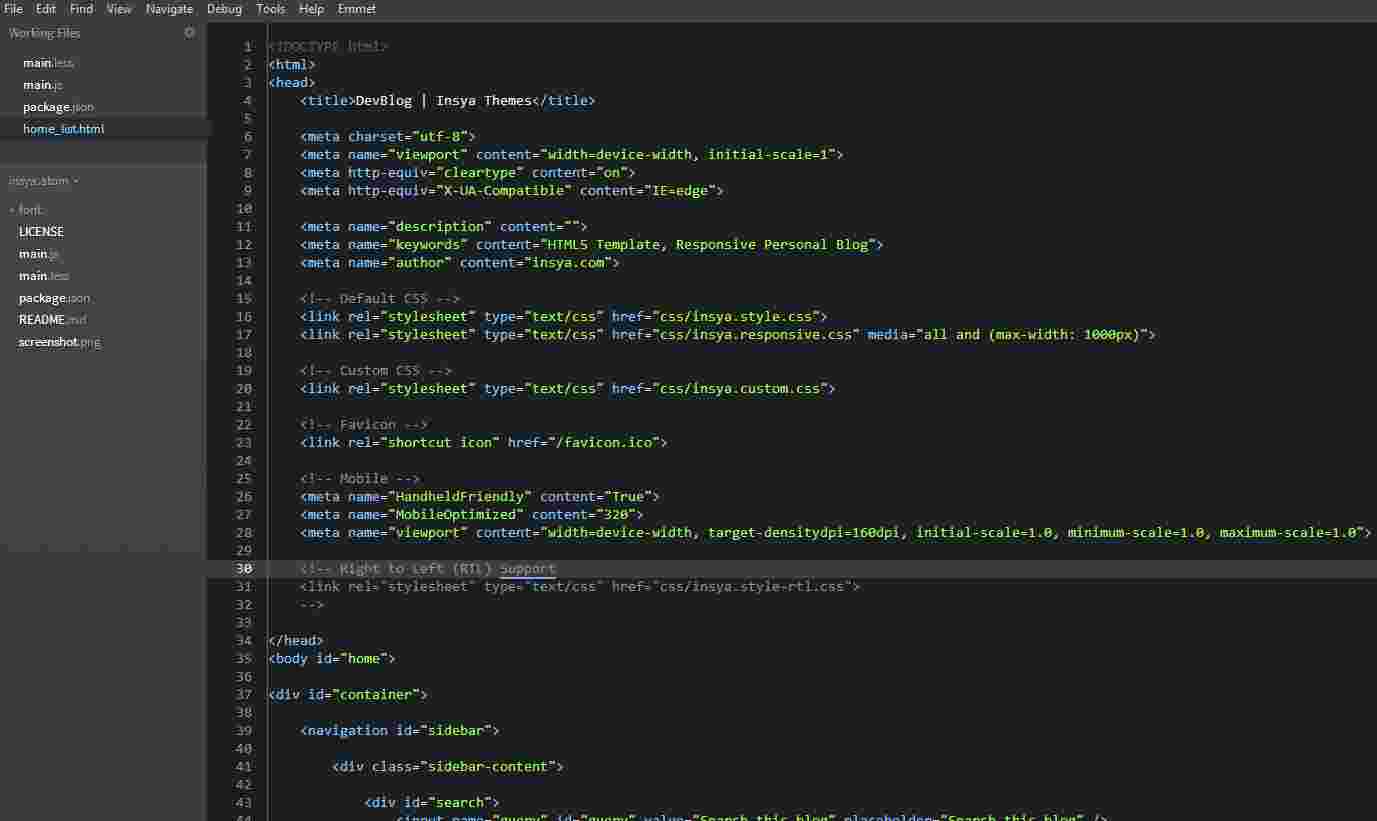 File Edit Find View Navigate Debug Tools Help Emmet
Working Files
main.less
main.js
package.json
home_list.html
insya.atom
font
LICENSE
main.js
main.less
package.json
README.md
screenshot.png
1 <!DOCTYPE html>
2 <html>
3 <head>
4 <title>DevBlog | Insya Themes</title>
5
6 <meta charset="utf-8">
7 <meta name="viewport" content="width=device-width, initial-scale=1">
8 <meta http-equiv="cleartype" content="on">
9 <meta http-equiv="X-UA-Compatible" content="IE=edge">
10
11 <meta name="description" content="">
12 <meta name="keywords" content="HTML5 Template, Responsive Personal Blog">
13 <meta name="author" content="insya.com">
14
15 <!-- Default CSS -->
16 <link rel="stylesheet" type="text/css" href="css/insya.style.css">
17 <link rel="stylesheet" type="text/css" href="css/insya.responsive.css" media="all and (max-width: 1000px)">
18
19 <!-- Custom CSS -->
20 <link rel="stylesheet" type="text/css" href="css/insya.custom.css">
21
22 <!-- Favicon -->
23 <link rel="shortcut icon" href="/favicon.ico">
24
25 <!-- Mobile -->
26 <meta name="HandheldFriendly" content="True">
27 <meta name="MobileOptimized" content="320">
28 <meta name="viewport" content="width=device-width, target-densitydpi=160dpi, initial-scale=1.0, minimum-scale=1.0, maximum-scale=1.0">
29
30 <!-- Right to Left (RTL) Support
31 <link rel="stylesheet" type="text/css" href="css/insya.style-rtl.css">
32 -->
33
34 </head>
35 <body id="home">
36
37 <div id="container">
38
39 <navigation id="sidebar">
40
41 <div class="sidebar-content">
42
43 <div id="search">
44 <input name="query" id="query" value="Search this blog" placeholder="Search this blog" />